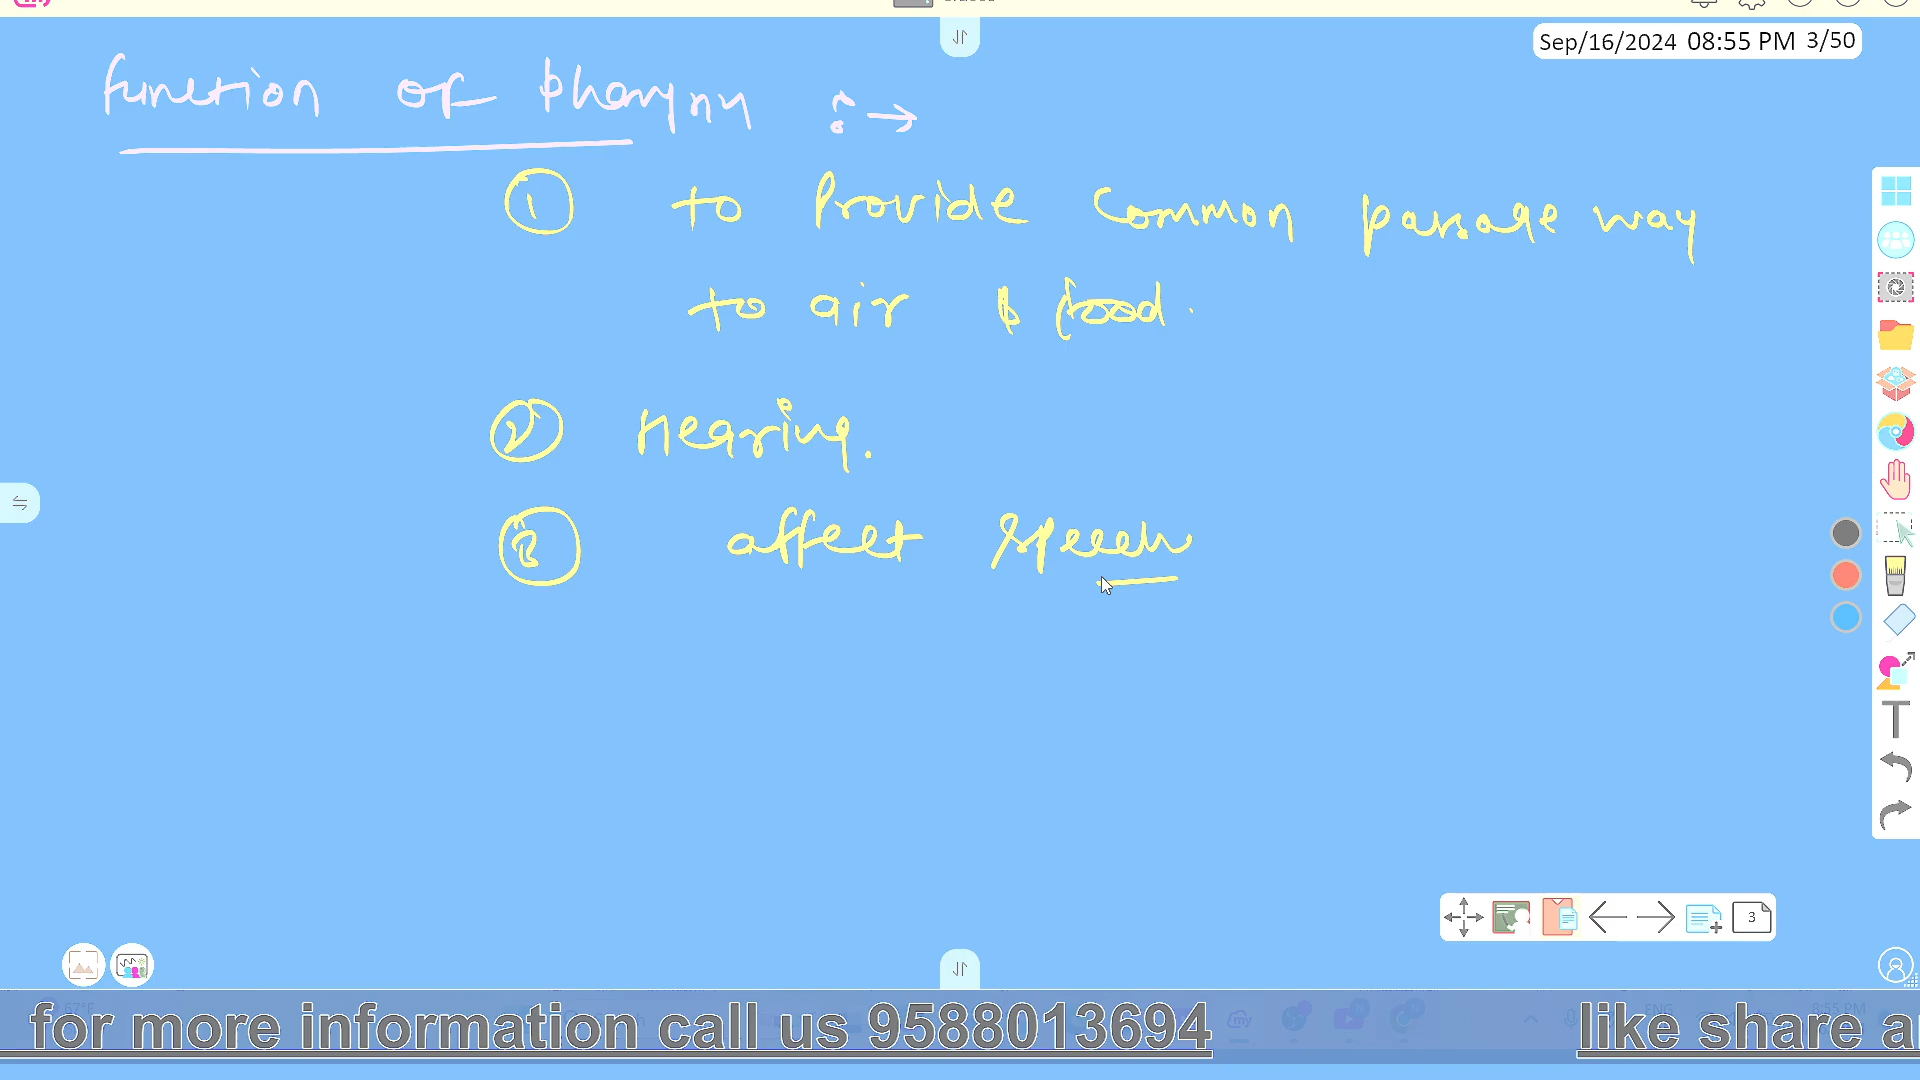 Sep/16/2024 08:55 PM 3/50
function of Pharynx :→
① to Provide Common passage way
to air & food.
② Hearing.
③ affect speech
3
for more information call us 9588013694
like share a